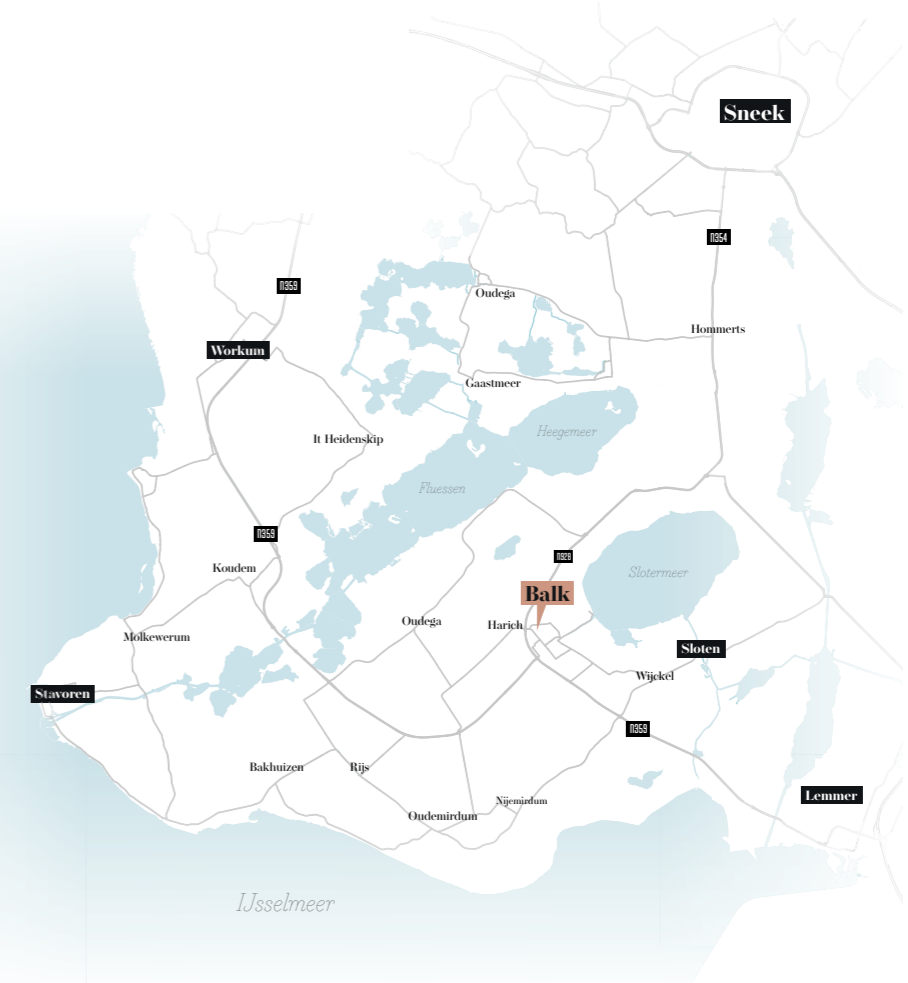 Sneek
N354
N359
Oudega
Hommerts
Workum
Gaastmeer
Heegemeer
It Heidenskip
Fluessen
N359
N928
Koudem
Slotermeer
Balk
Oudega
Harich
Molkewerum
Sloten
Wijckel
Stavoren
N359
Bakhuizen
Rijs
Lemmer
Nijemirdum
Oudemirdum
IJsselmeer